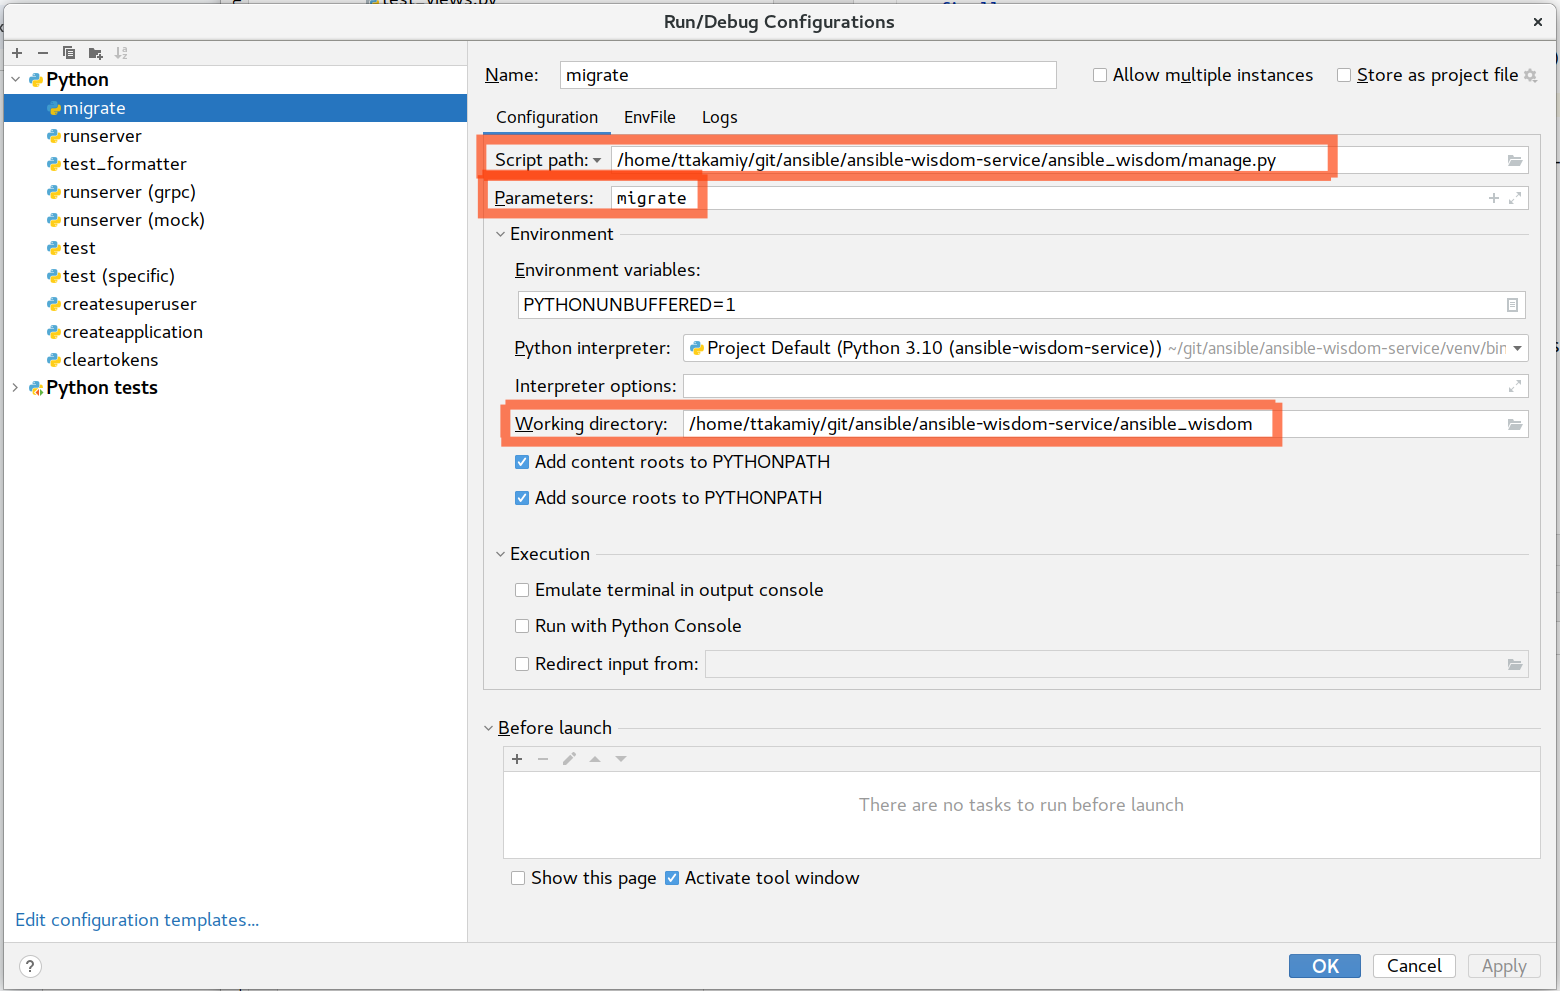 test_views.py
Run/Debug Configurations
Python
migrate
runserver
test_formatter
runserver (grpc)
runserver (mock)
test
test (specific)
createsuperuser
createapplication
cleartokens
Python tests
Edit configuration templates...
Name: migrate
Allow multiple instances
Store as project file
Configuration EnvFile Logs
Script path: /home/ttakamiy/git/ansible/ansible-wisdom-service/ansible_wisdom/manage.py
Parameters: migrate
Environment
Environment variables:
PYTHONUNBUFFERED=1
Python interpreter: Project Default (Python 3.10 (ansible-wisdom-service)) ~/git/ansible/ansible-wisdom-service/venv/bin
Interpreter options:
Working directory: /home/ttakamiy/git/ansible/ansible-wisdom-service/ansible_wisdom
Add content roots to PYTHONPATH
Add source roots to PYTHONPATH
Execution
Emulate terminal in output console
Run with Python Console
Redirect input from:
Before launch
There are no tasks to run before launch
Show this page Activate tool window
? OK Cancel Apply